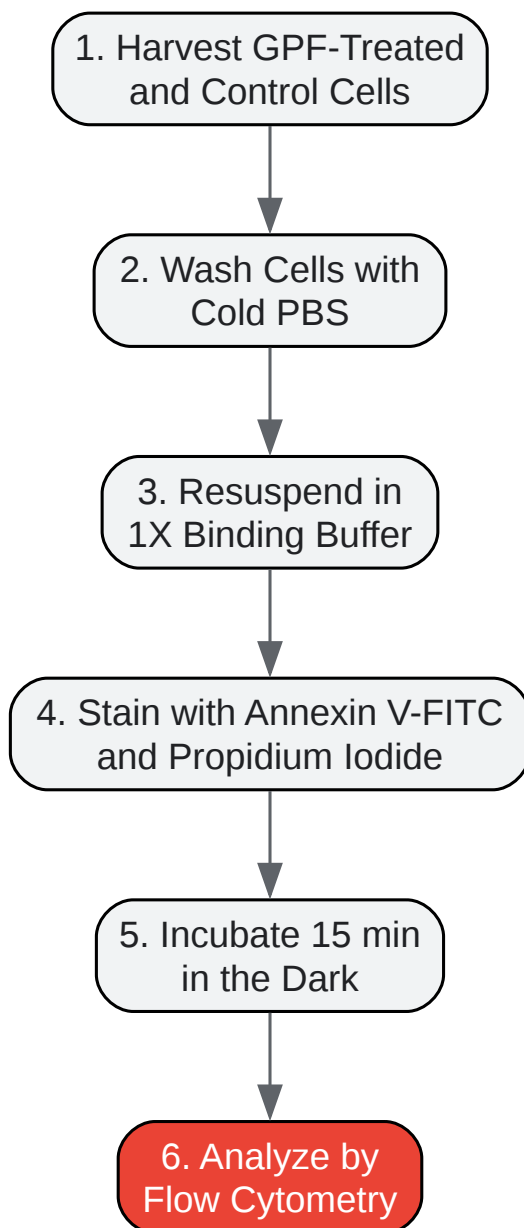 1. Harvest GPF-Treated
and Control Cells
2. Wash Cells with
Cold PBS
3. Resuspend in
1X Binding Buffer
4. Stain with Annexin V-FITC
and Propidium Iodide
5. Incubate 15 min
in the Dark
6. Analyze by
Flow Cytometry